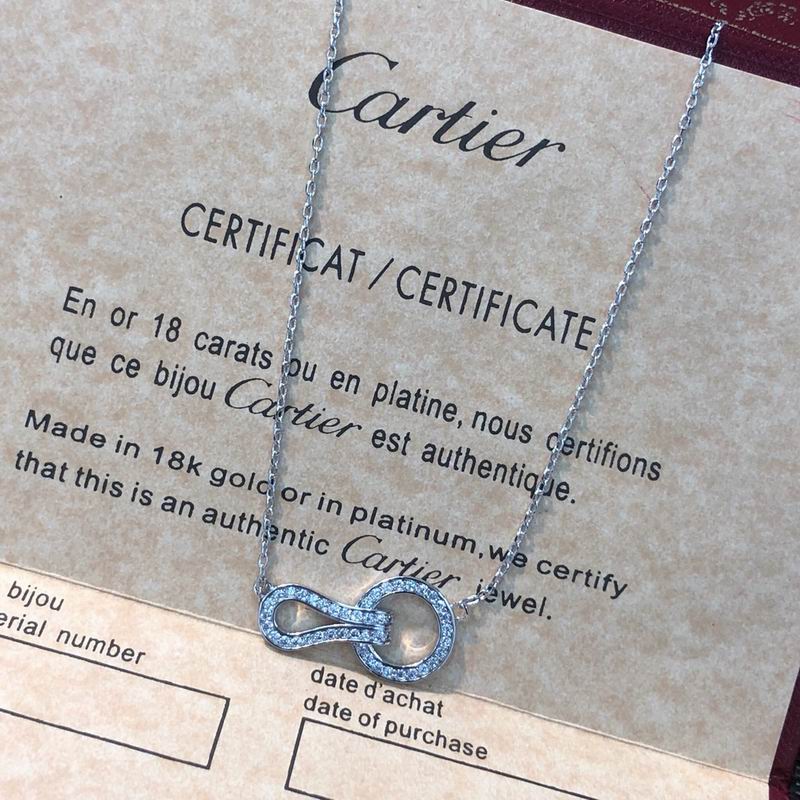 Cartier
CERTIFICAT / CERTIFICATE
En or 18 carats ou en platine, nous certifions
que ce bijou Cartier est authentique.
Made in 18k gold or in platinum, we certify
that this is an authentic Cartier jewel.
bijou
erial number
date d'achat
date of purchase